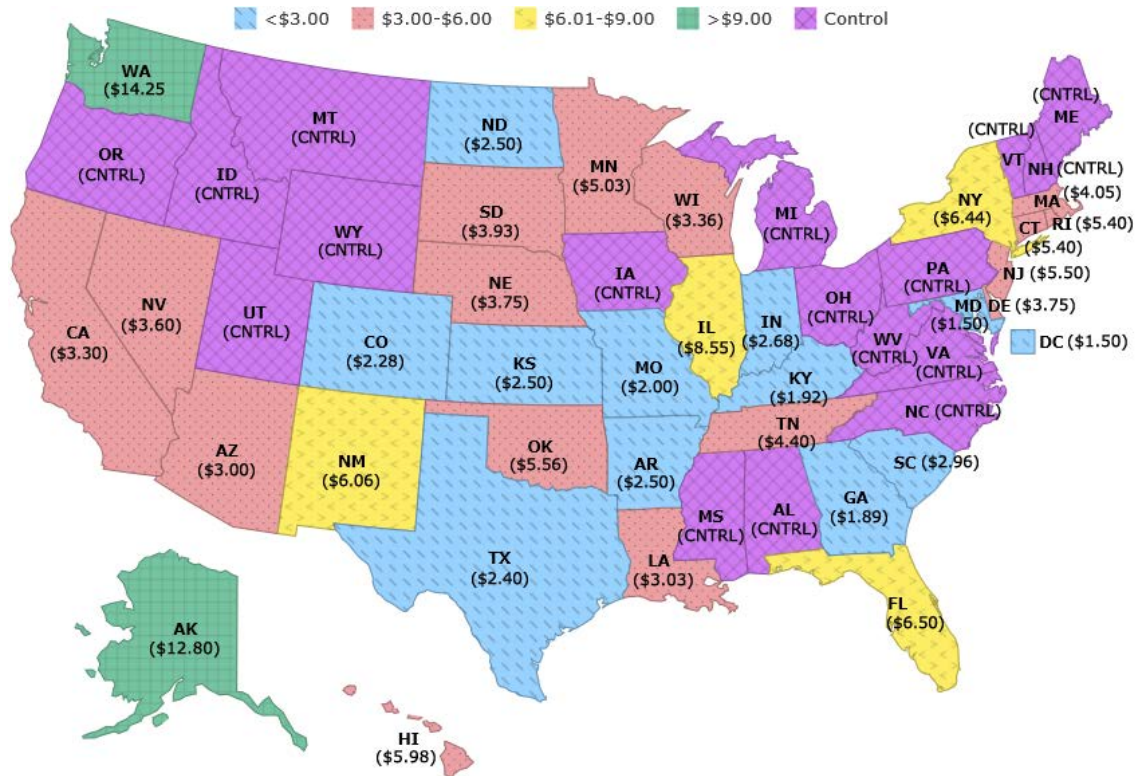 <$3.00 $3.00-$6.00 $6.01-$9.00 >$9.00 Control
WA
($14.25
MT
(CNTRL)
ND
($2.50)
MN
($5.03)
(CNTRL)
ME
(CNTRL)
VT
NH (CNTRL)
OR
(CNTRL)
ID
(CNTRL)
SD
($3.93)
WI
($3.36)
MI
(CNTRL)
NY
($6.44)
($4.05)
MA
CT
($5.40)
RI ($5.40)
WY
(CNTRL)
NE
($3.75)
IA
(CNTRL)
PA
(CNTRL)
NJ ($5.50)
NV
($3.60)
UT
(CNTRL)
CA
($3.30)
CO
($2.28)
KS
($2.50)
MO
($2.00)
IL
($8.55)
IN
($2.68)
OH
(CNTRL)
MD
($1.50)
DE ($3.75)
DC ($1.50)
WV
(CNTRL)
VA
(CNTRL)
KY
($1.92)
NC (CNTRL)
TN
($4.40)
AZ
($3.00)
NM
($6.06)
OK
($5.56)
AR
($2.50)
SC ($2.96)
GA
($1.89)
MS
(CNTRL)
AL
(CNTRL)
TX
($2.40)
LA
($3.03)
FL
($6.50)
AK
($12.80)
HI
($5.98)